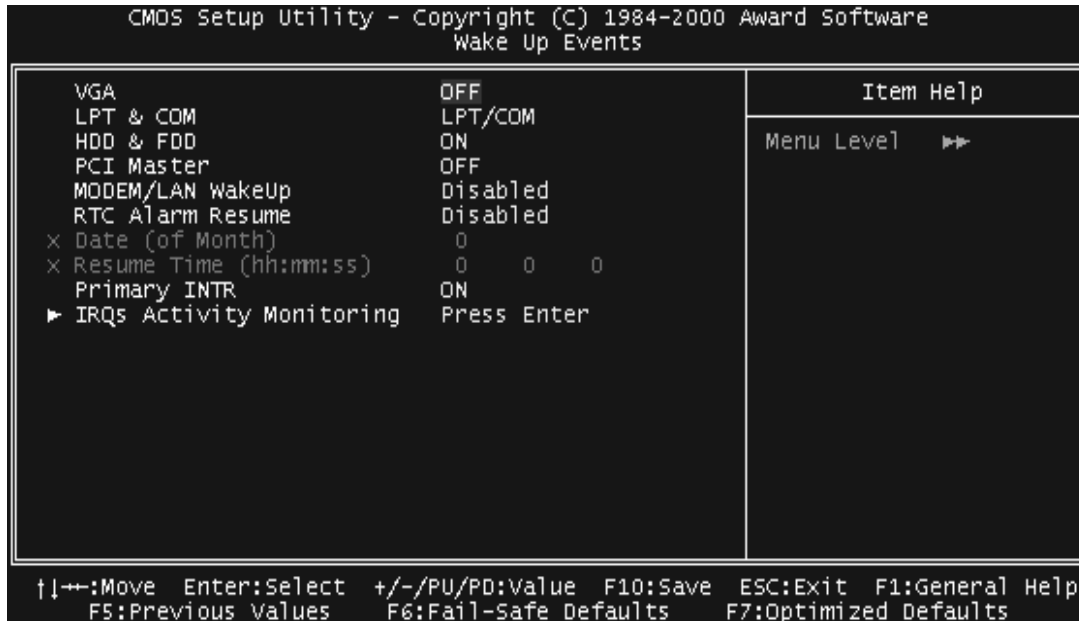 CMOS Setup Utility - Copyright (C) 1984-2000 Award Software
Wake Up Events
VGA OFF
LPT & COM LPT/COM
HDD & FDD ON
PCI Master OFF
MODEM/LAN WakeUp Disabled
RTC Alarm Resume Disabled
x Date (of Month) 0
x Resume Time (hh:mm:ss) 0 0 0
Primary INTR ON
► IRQs Activity Monitoring Press Enter
Item Help
Menu Level ►►
↑↓→←:Move Enter:Select +/-/PU/PD:Value F10:Save ESC:Exit F1:General Help
F5:Previous Values F6:Fail-Safe Defaults F7:Optimized Defaults